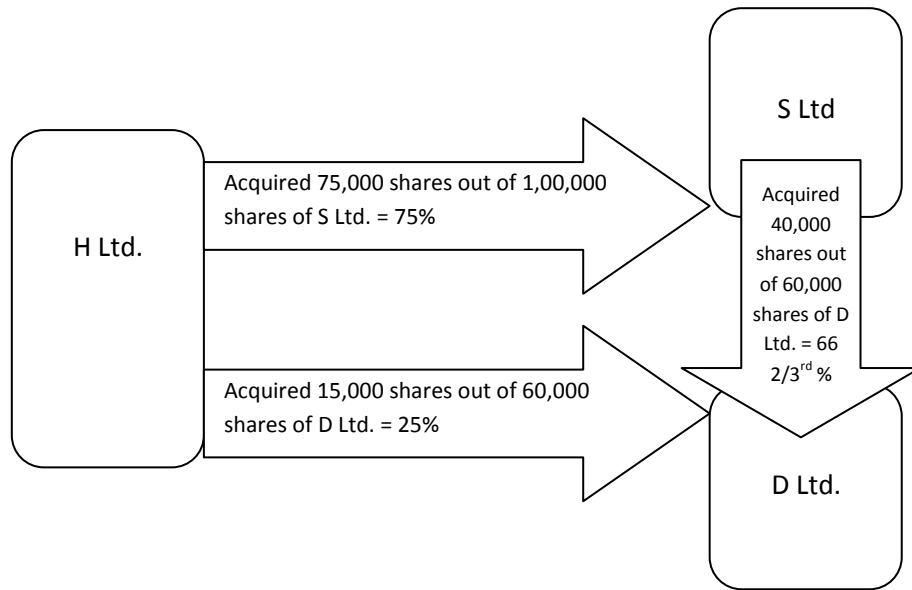 S Ltd
Acquired 75,000 shares out of 1,00,000
shares of S Ltd. = 75%
H Ltd.
Acquired
40,000
shares out
of 60,000
shares of D
Ltd. = 66
2/3rd %
Acquired 15,000 shares out of 60,000
shares of D Ltd. = 25%
D Ltd.